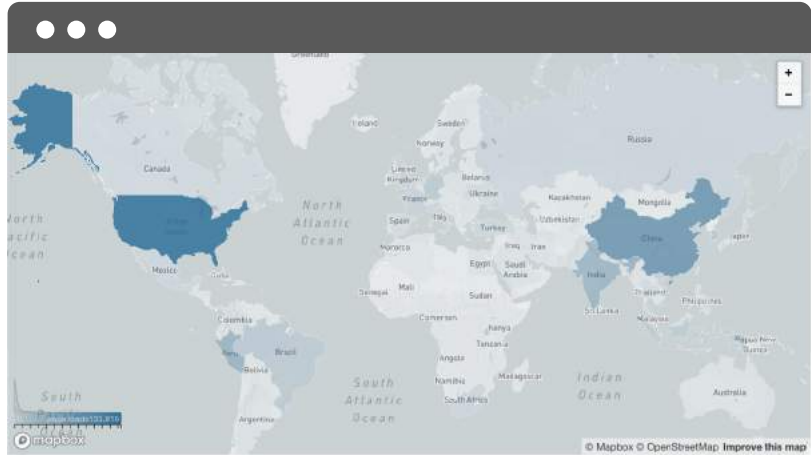 +
−
Greenland
Iceland
Sweden
Russia
Norway
Canada
United
Kingdom
Belarus
Ukraine
France
Kazakhstan
Mongolia
North
Atlantic
Ocean
Spain
Italy
Turkey
Uzbekistan
Japan
China
Morocco
Iraq
Iran
Mexico
Cuba
Egypt
Saudi
Arabia
India
Senegal
Mali
Sudan
Thailand
Philippines
Sri Lanka
Malaysia
Colombia
Cameroon
Kenya
Tanzania
Papua New
Guinea
Peru
Brazil
Bolivia
Angola
Namibia
Madagascar
South
Atlantic
Ocean
Indian
Ocean
South Africa
Australia
Argentina
South
mapbox
© Mapbox © OpenStreetMap Improve this map